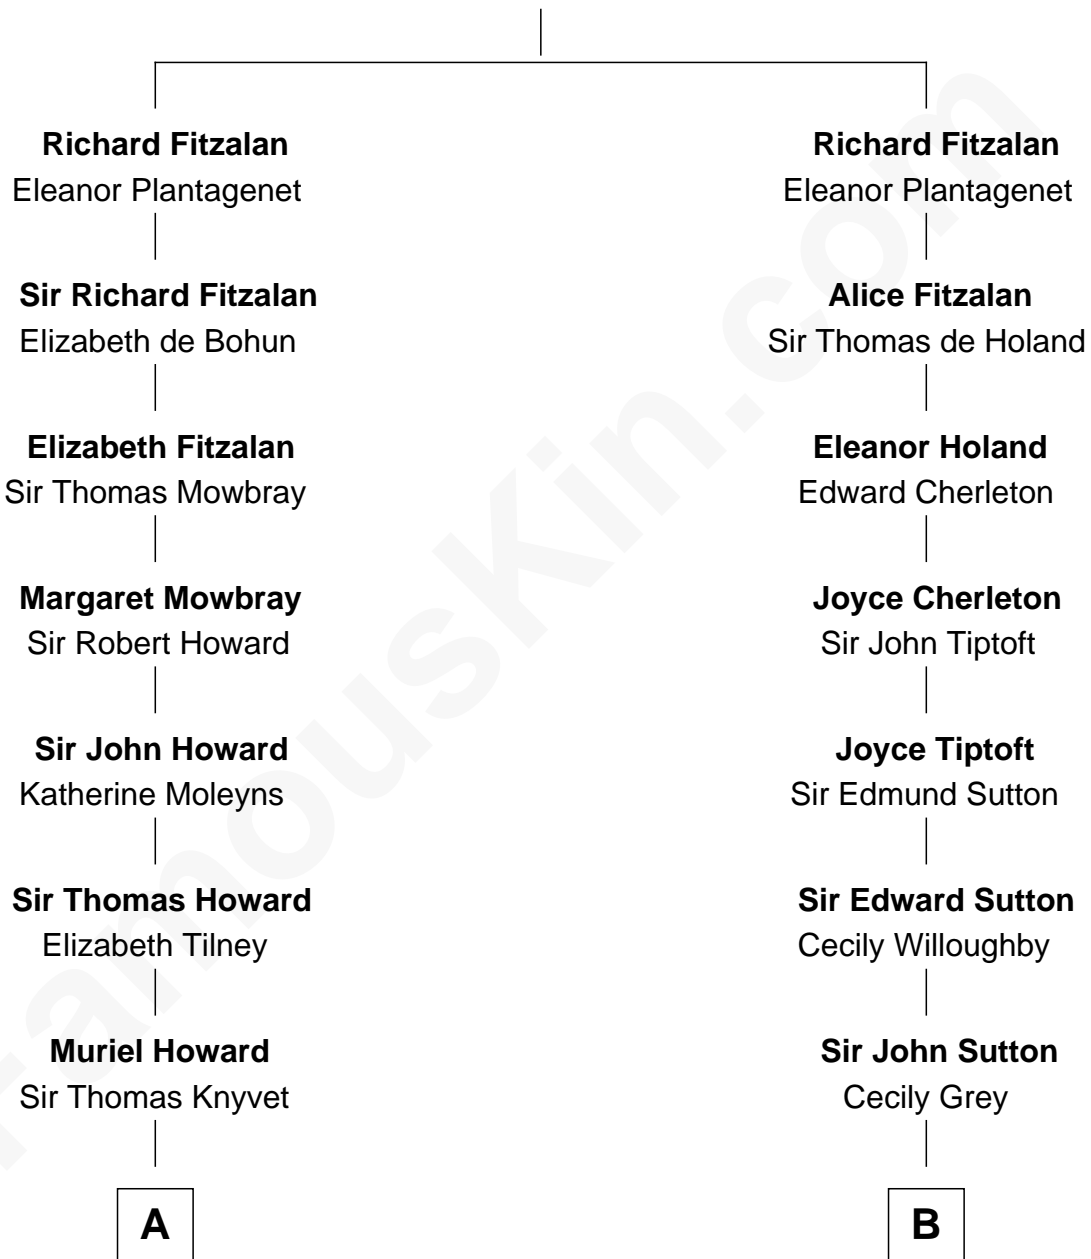 Richard Fitzalan
Eleanor Plantagenet
Sir Richard Fitzalan
Elizabeth de Bohun
Elizabeth Fitzalan
Sir Thomas Mowbray
Margaret Mowbray
Sir Robert Howard
Sir John Howard
Katherine Moleyns
Sir Thomas Howard
Elizabeth Tilney
Muriel Howard
Sir Thomas Knyvet
A
Richard Fitzalan
Eleanor Plantagenet
Alice Fitzalan
Sir Thomas de Holand
Eleanor Holand
Edward Cherleton
Joyce Cherleton
Sir John Tiptoft
Joyce Tiptoft
Sir Edmund Sutton
Sir Edward Sutton
Cecily Willoughby
Sir John Sutton
Cecily Grey
B
FamousKin.com